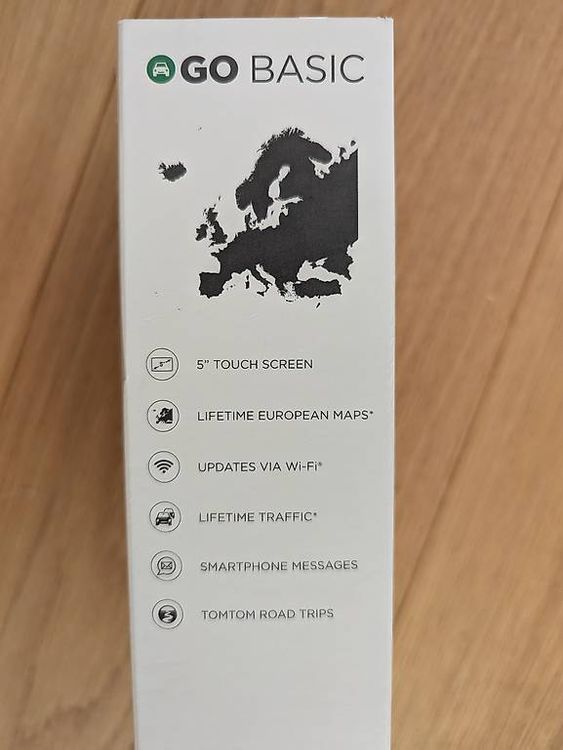 GO BASIC
5" TOUCH SCREEN
LIFETIME EUROPEAN MAPS*
UPDATES VIA Wi-Fi®
LIFETIME TRAFFIC*
SMARTPHONE MESSAGES
TOMTOM ROAD TRIPS